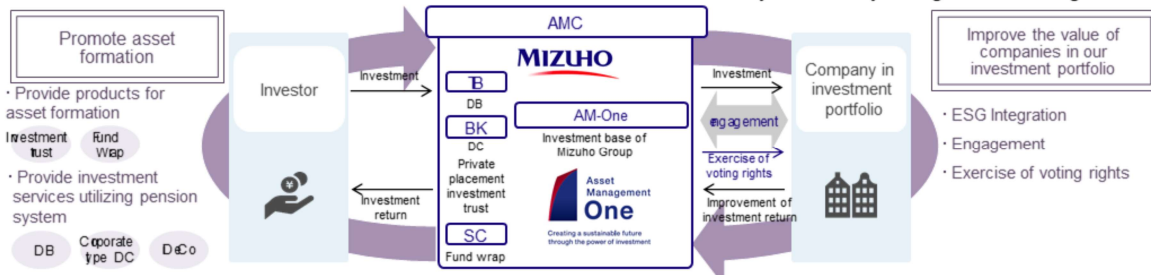 Promote asset
formation
· Provide products for
asset formation
Investment
trust
Fund
Wrap
· Provide investment
services utilizing pension
system
DB
Corporate
type DC
iDeCo
Investor
Investment
Investment
return
AMC
MIZUHO
TB
DB
BK
DC
Private
placement
investment
trust
SC
Fund wrap
AM-One
Investment base of
Mizuho Group
Asset
Management
One
Creating a sustainable future
through the power of investment
Investment
engagement
Exercise of
voting rights
Improvement of
investment return
Company in
investment
portfolio
Improve the value of
companies in our
investment portfolio
· ESG Integration
· Engagement
· Exercise of voting rights